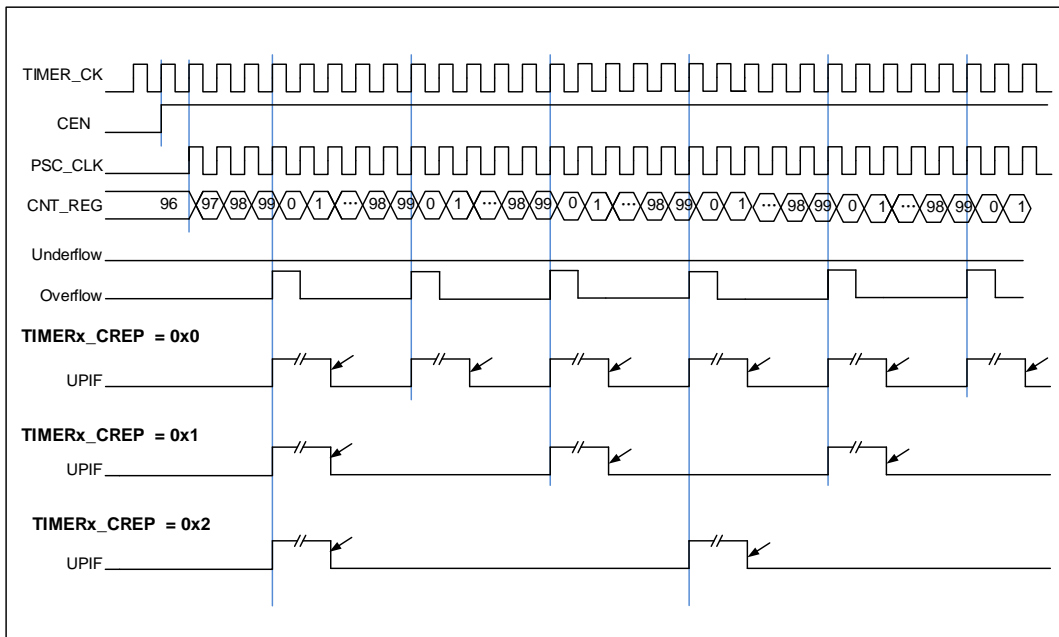 TIMER_CK
CEN
PSC_CLK
CNT_REG 96 97 98 99 0 1 ... 98 99 0 1 ... 98 99 0 1 ... 98 99 0 1 ... 98 99 0 1 ... 98 99 0 1
Underflow
Overflow
TIMERx_CREP = 0x0
UPIF
TIMERx_CREP = 0x1
UPIF
TIMERx_CREP = 0x2
UPIF